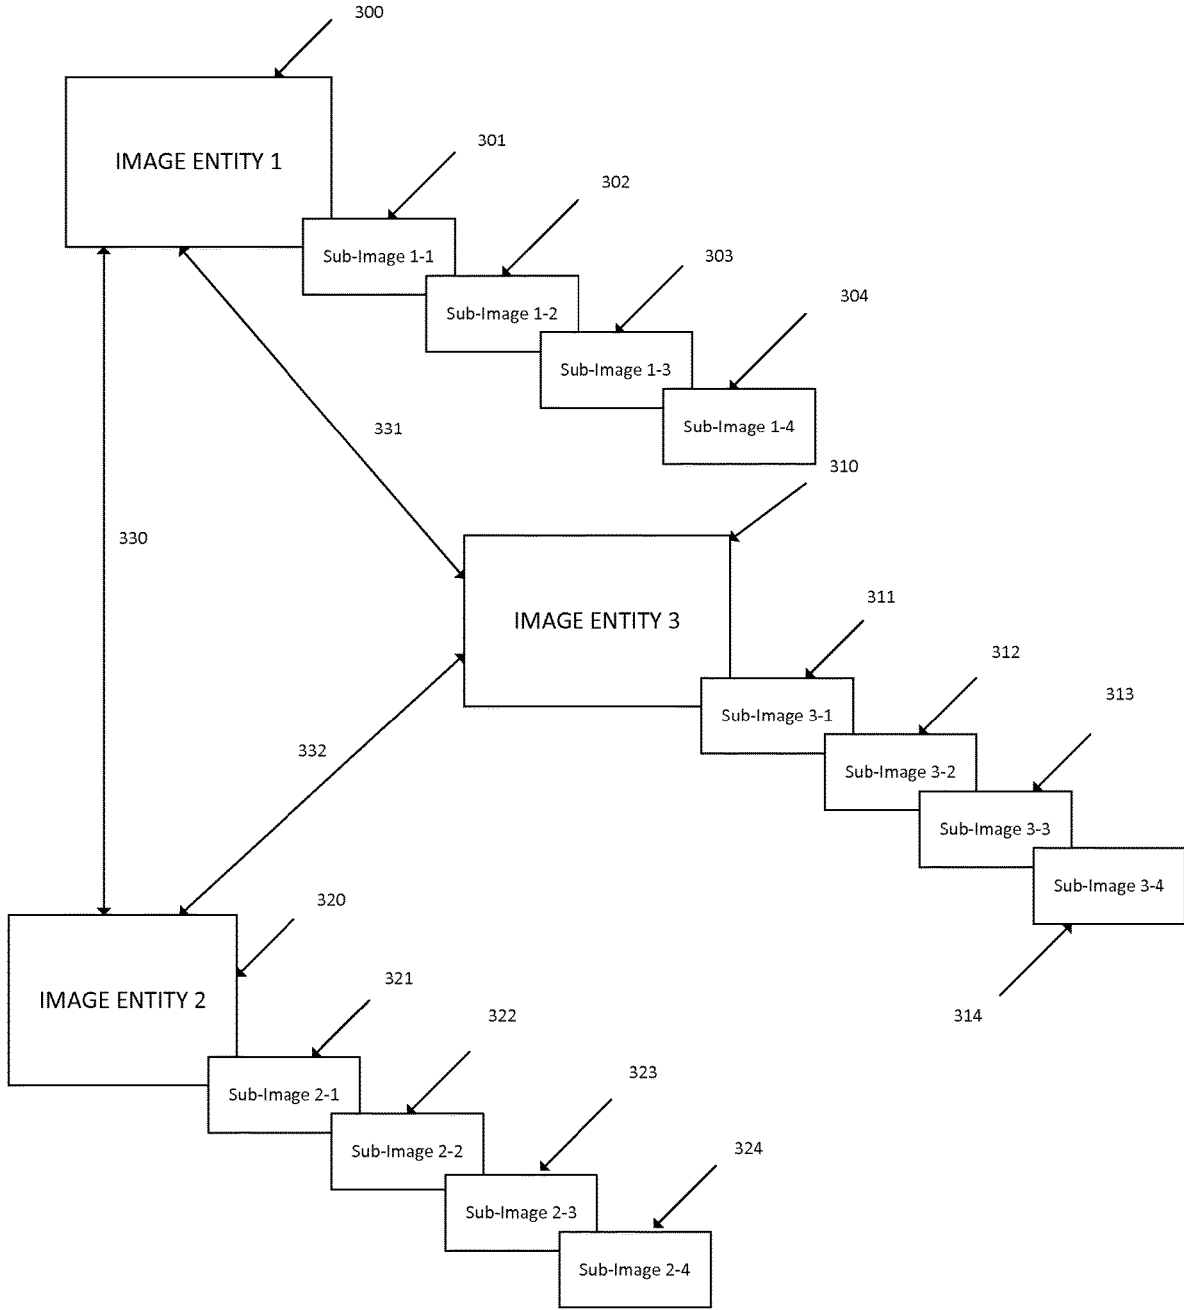 300
IMAGE ENTITY 1
301
302
Sub-Image 1-1
303
304
Sub-Image 1-2
Sub-Image 1-3
Sub-Image 1-4
331
310
330
IMAGE ENTITY 3
311
312
313
Sub-Image 3-1
332
Sub-Image 3-2
Sub-Image 3-3
Sub-Image 3-4
320
IMAGE ENTITY 2
321
322
314
323
Sub-Image 2-1
324
Sub-Image 2-2
Sub-Image 2-3
Sub-Image 2-4